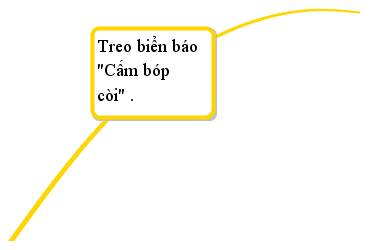 Treo biển báo
"Cấm bóp
còi" .